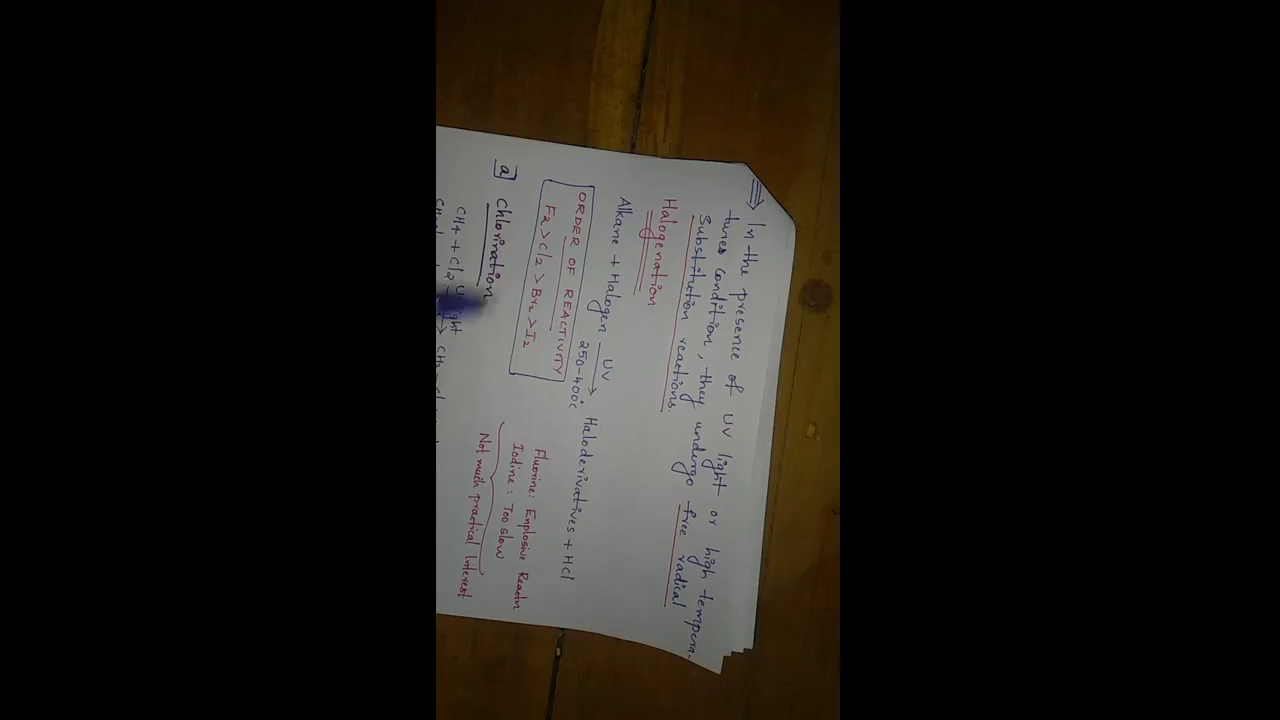 ⇒ In the presence of UV light or high tempera-
tures condition, they undergo free radical
Substitution reactions.
Halogenation
Alkane + Halogen UV → 250-400°C Haloderivatives + HCl
ORDER OF REACTIVITY
F2 > Cl2 > Br2 > I2
Fluorine: Explosive Reactn
Iodine: Too slow
Not much practical Interest
a) Chlorination
CH4 + Cl2